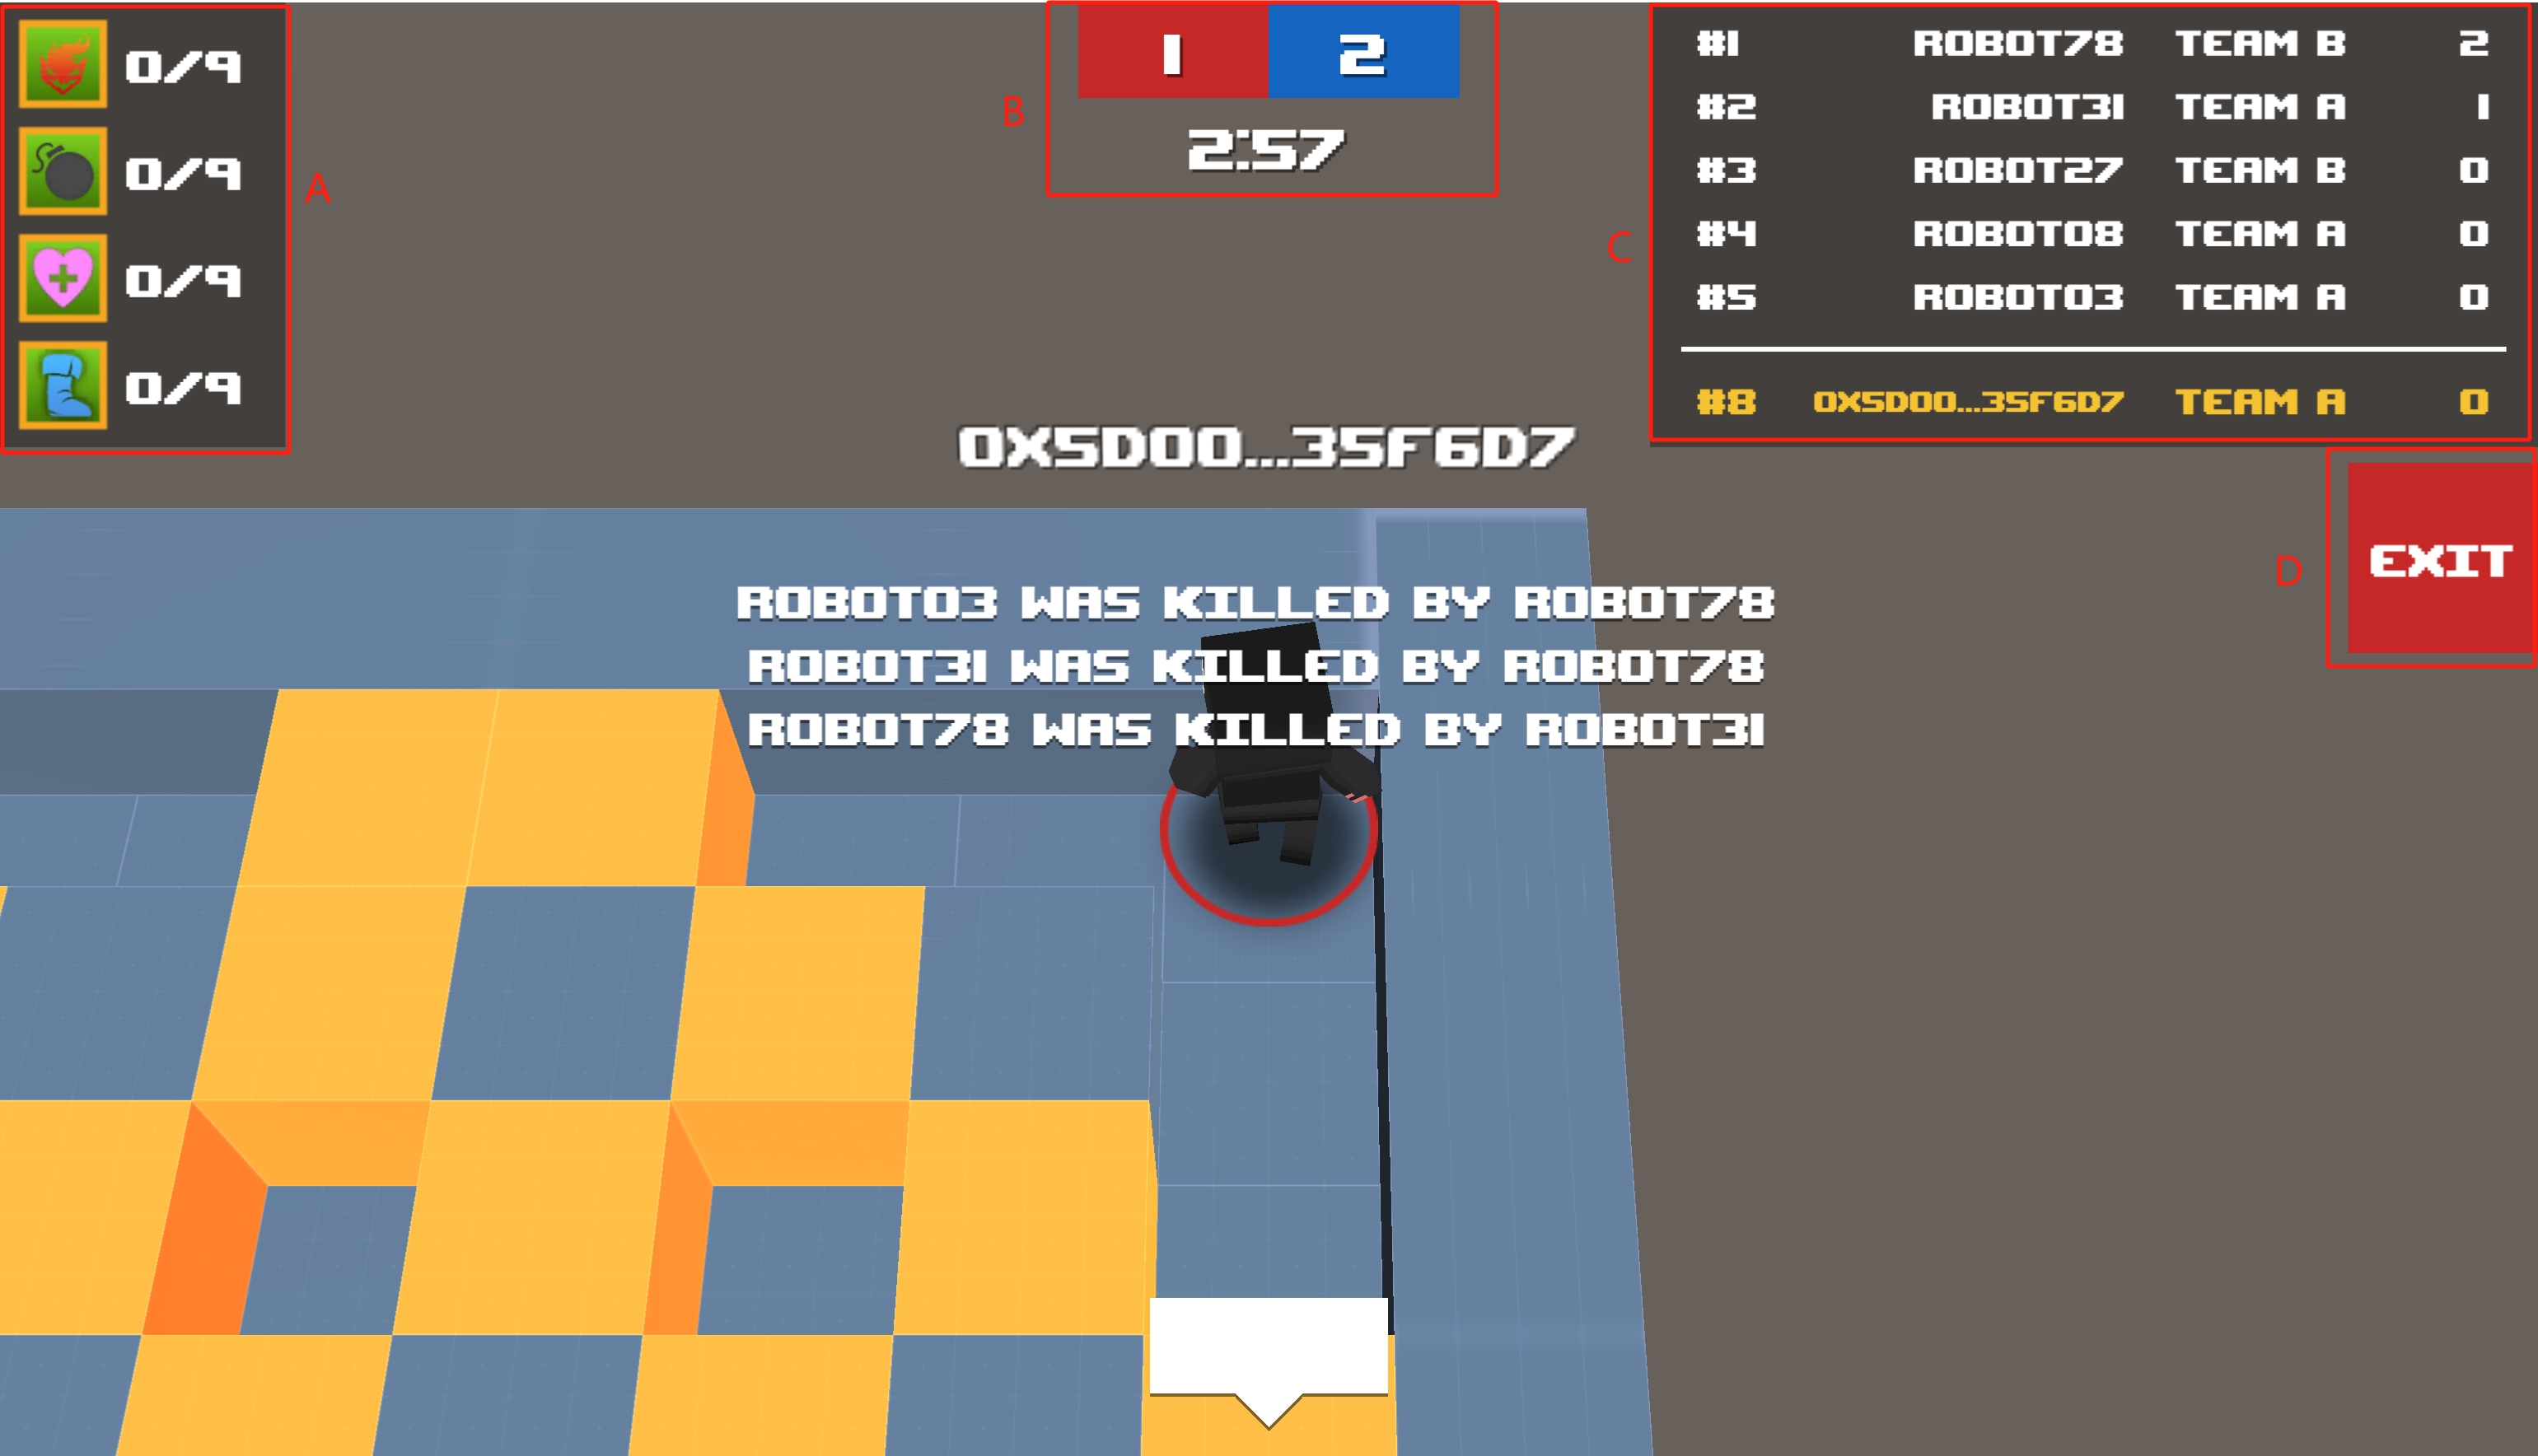 0/9
0/9
0/9
0/9
A
B
1 2
2:57
C
#1 ROBOT78 TEAM B 2
#2 ROBOT31 TEAM A 1
#3 ROBOT27 TEAM B 0
#4 ROBOT08 TEAM A 0
#5 ROBOT03 TEAM A 0
#8 0X5D00...35F6D7 TEAM A 0
0X5D00...35F6D7
D
EXIT
ROBOT03 WAS KILLED BY ROBOT78
ROBOT31 WAS KILLED BY ROBOT78
ROBOT78 WAS KILLED BY ROBOT31